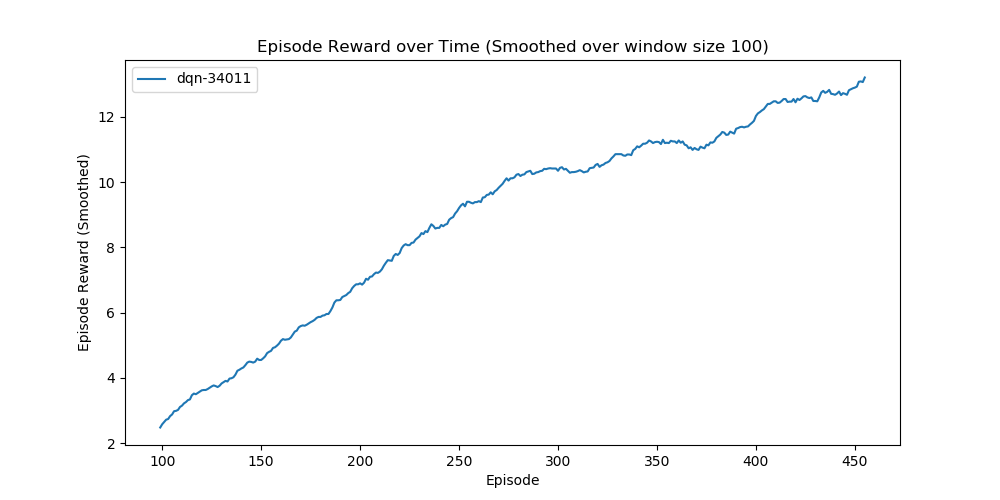 Episode Reward over Time (Smoothed over window size 100)
dqn-34011
Episode Reward (Smoothed)
12
10
8
6
4
2
100 150 200 250 300 350 400 450
Episode